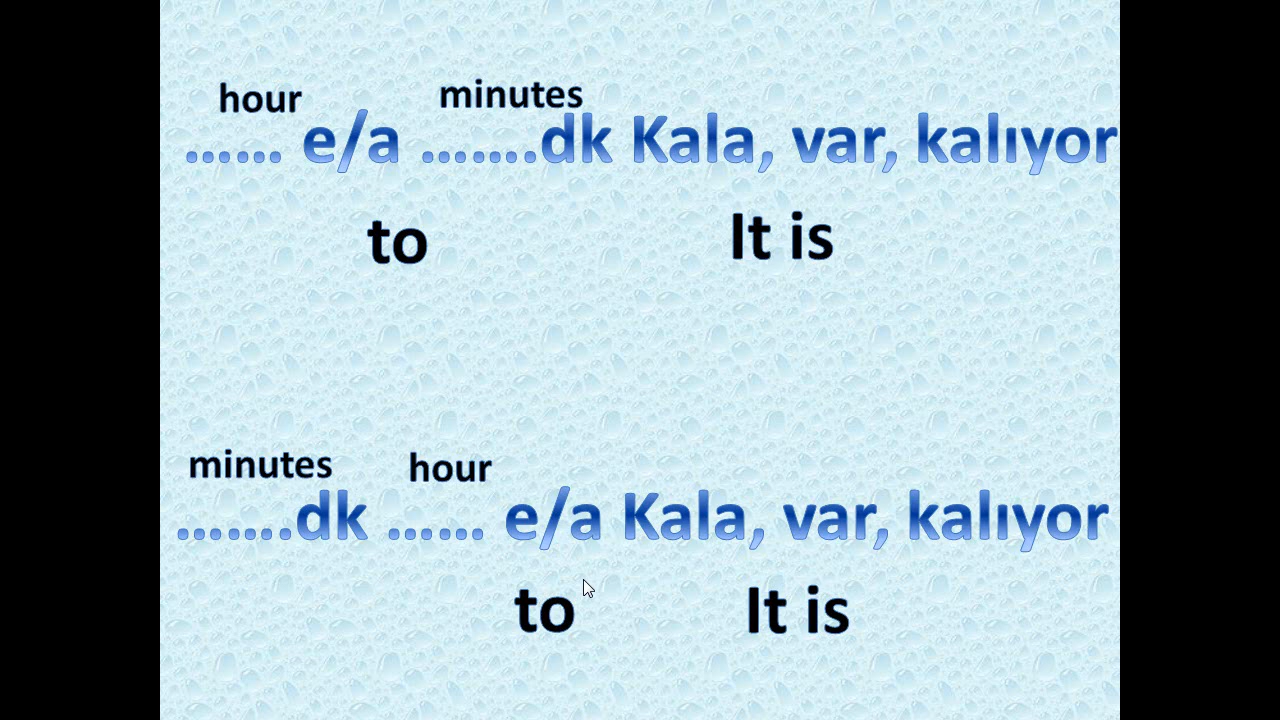 hour minutes
...... e/a .......dk Kala, var, kalıyor
to It is
minutes hour
.......dk ...... e/a Kala, var, kalıyor
to It is